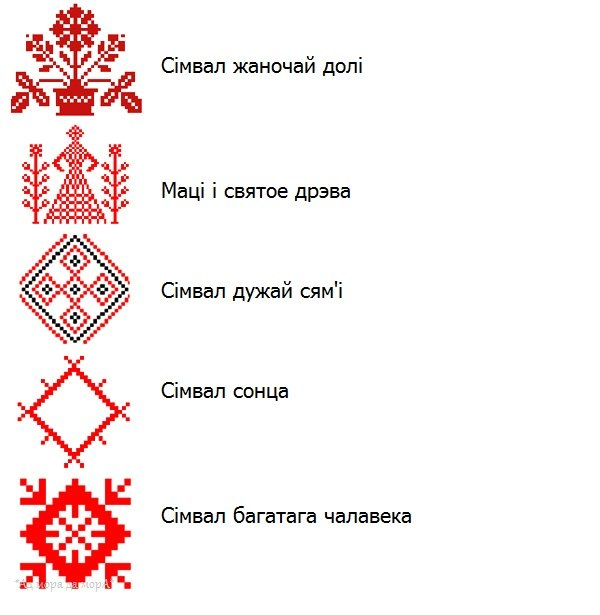 Сімвал жаночай долі
Маці і святое дрэва
Сімвал дужай сям'і
Сімвал сонца
Сімвал багатага чалавека